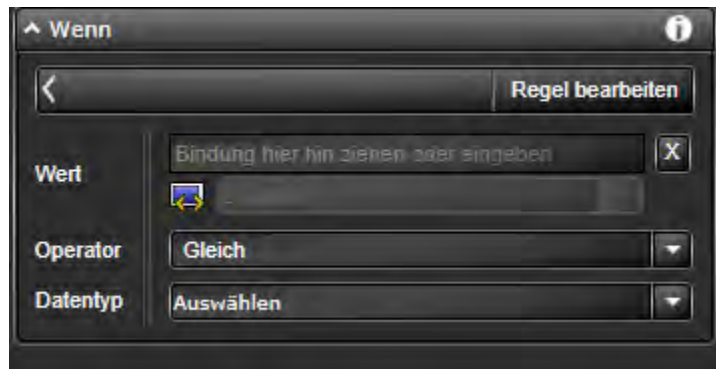 Wenn
Regel bearbeiten
Wert
Bindung hier hin ziehen oder eingeben
X
Operator
Gleich
Datentyp
Auswählen